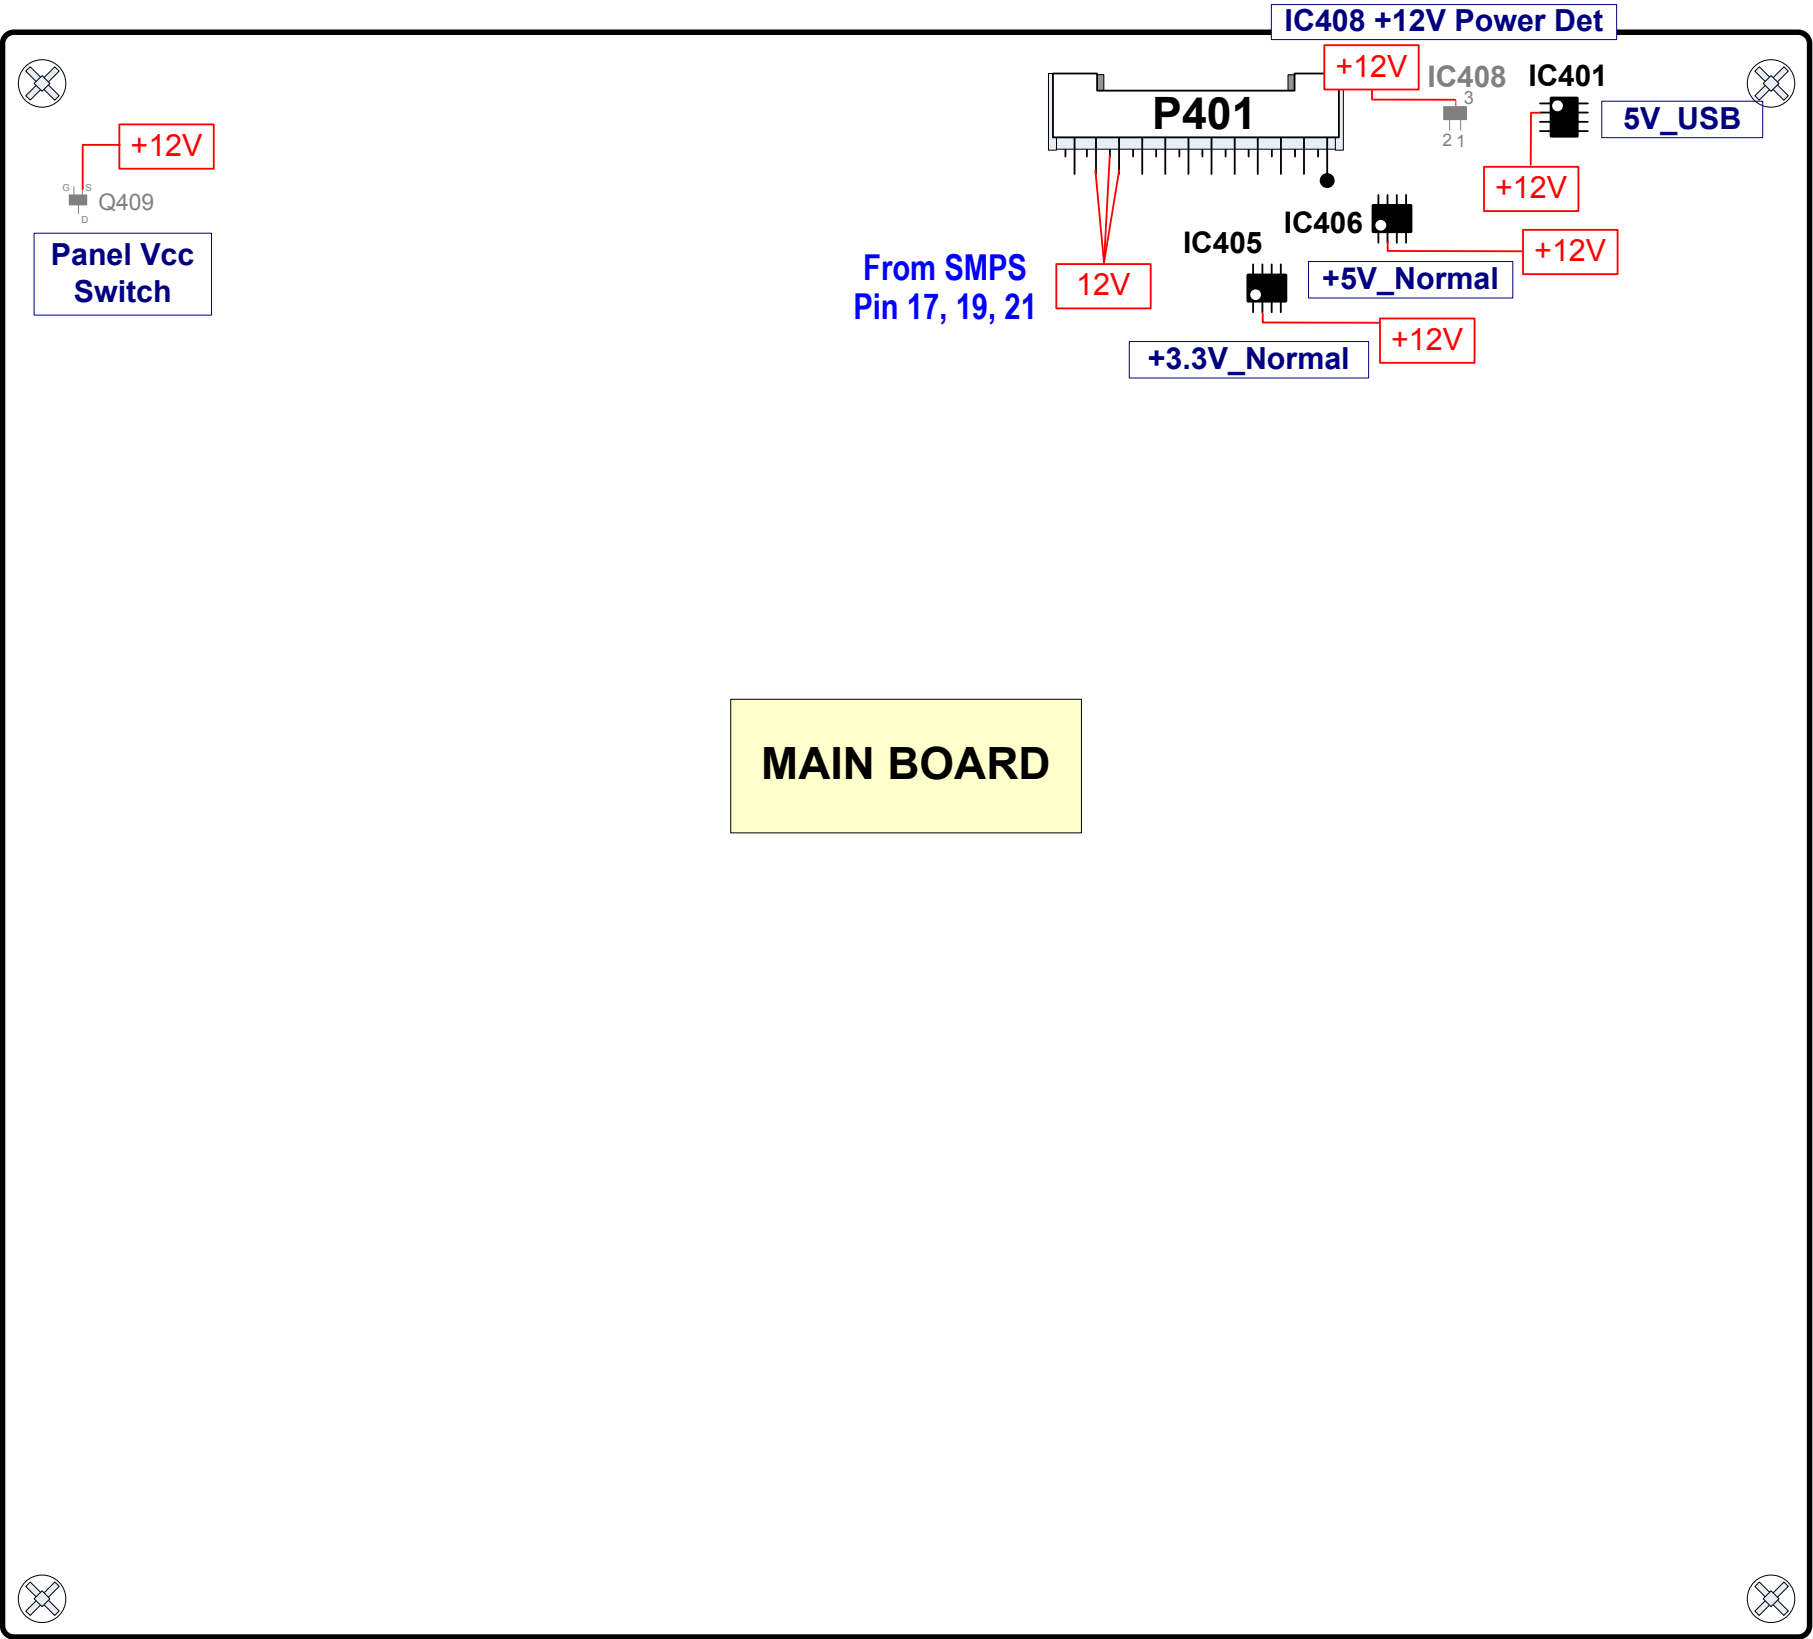 IC408 +12V Power Det
+12V
IC408
IC401
3
2 1
5V_USB
P401
+12V
+12V
G
S
Q409
D
Panel Vcc
Switch
IC406
+12V
IC405
From SMPS
Pin 17, 19, 21
12V
+5V_Normal
+12V
+3.3V_Normal
MAIN BOARD